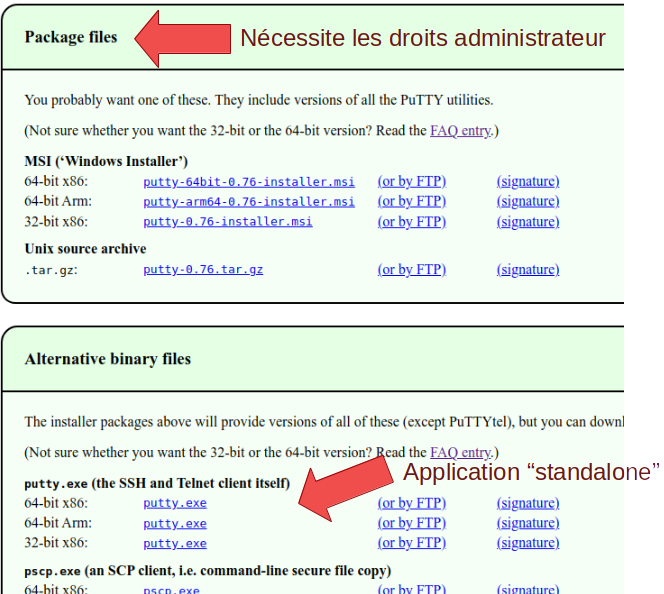 Package files
Nécessite les droits administrateur
You probably want one of these. They include versions of all the PuTTY utilities.
(Not sure whether you want the 32-bit or the 64-bit version? Read the FAQ entry.)
MSI (‘Windows Installer’)
64-bit x86: putty-64bit-0.76-installer.msi (or by FTP) (signature)
64-bit Arm: putty-arm64-0.76-installer.msi (or by FTP) (signature)
32-bit x86: putty-0.76-installer.msi (or by FTP) (signature)
Unix source archive
.tar.gz: putty-0.76.tar.gz (or by FTP) (signature)
Alternative binary files
The installer packages above will provide versions of all of these (except PuTTYtel), but you can downl
(Not sure whether you want the 32-bit or the 64-bit version? Read the FAQ entry.)
Application “standalone”
putty.exe (the SSH and Telnet client itself)
64-bit x86: putty.exe (or by FTP) (signature)
64-bit Arm: putty.exe (or by FTP) (signature)
32-bit x86: putty.exe (or by FTP) (signature)
pscp.exe (an SCP client, i.e. command-line secure file copy)
64-bit x86: pscp.exe (or by FTP) (signature)